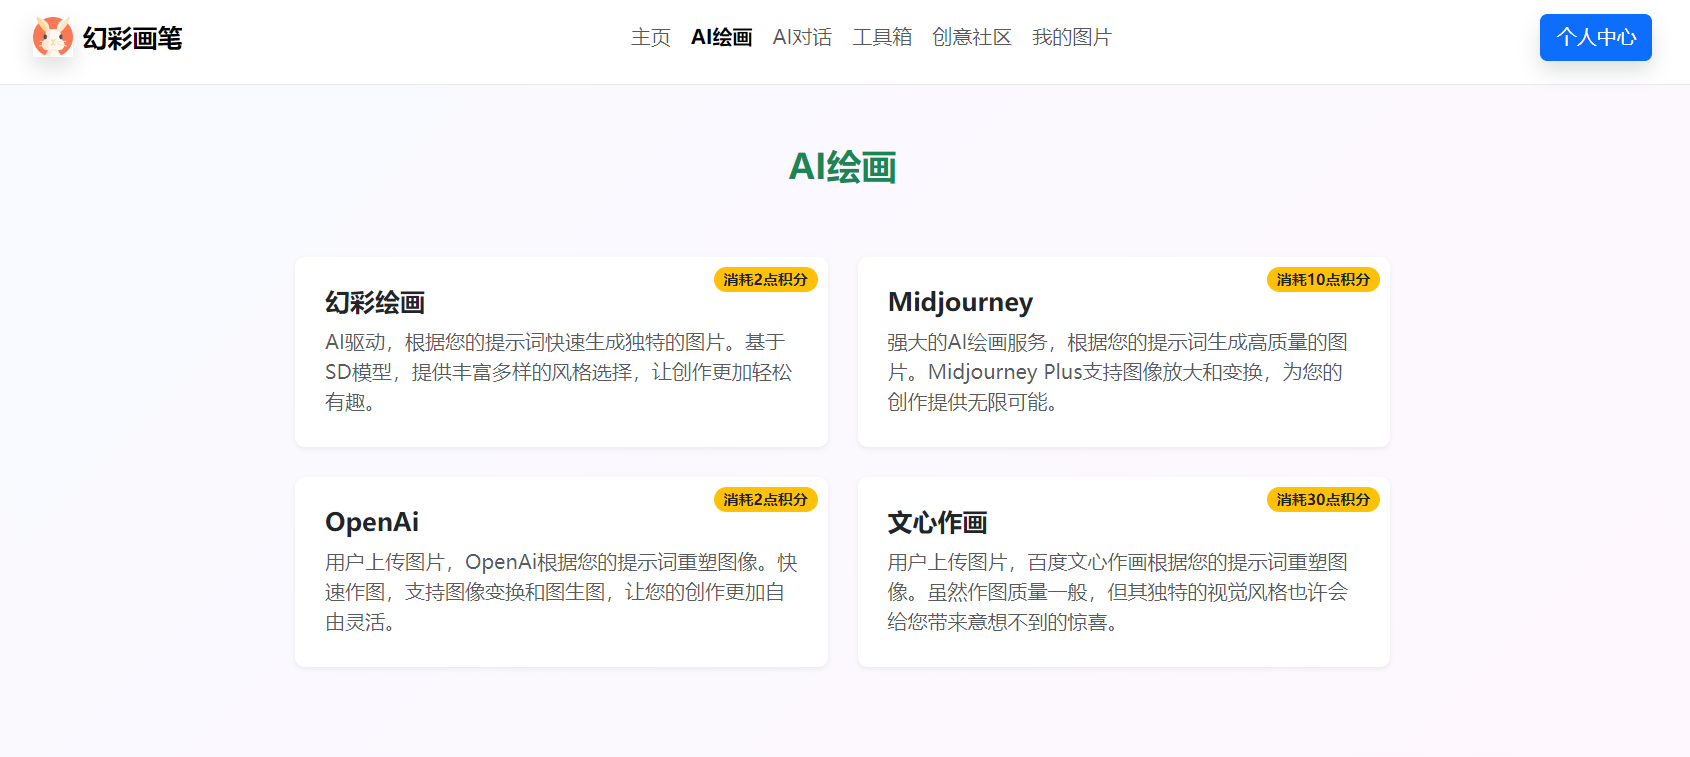 幻彩画笔
主页 AI绘画 AI对话 工具箱 创意社区 我的图片
个人中心
AI绘画
消耗2点积分
幻彩绘画
AI驱动，根据您的提示词快速生成独特的图片。基于
SD模型，提供丰富多样的风格选择，让创作更加轻松
有趣。
消耗10点积分
Midjourney
强大的AI绘画服务，根据您的提示词生成高质量的图
片。Midjourney Plus支持图像放大和变换，为您的
创作提供无限可能。
消耗2点积分
OpenAi
用户上传图片，OpenAi根据您的提示词重塑图像。快
速作图，支持图像变换和图生图，让您的创作更加自
由灵活。
消耗30点积分
文心作画
用户上传图片，百度文心作画根据您的提示词重塑图
像。虽然作图质量一般，但其独特的视觉风格也许会
给您带来意想不到的惊喜。